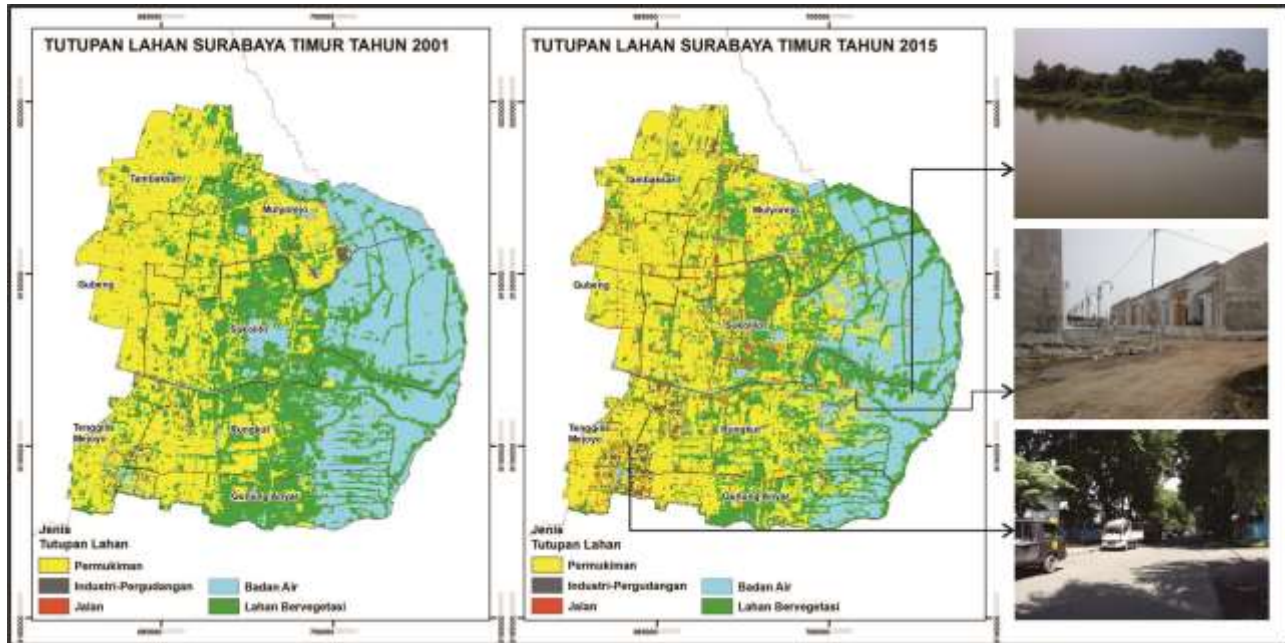 TUTUPAN LAHAN SURABAYA TIMUR TAHUN 2001
Tambaksari
Mulyorejo
Gubeng
Sukolilo
Tenggilis
Mejoyo
Rungkut
Gunung Anyar
Jenis
Tutupan Lahan
Permukiman
Industri-Pergudangan
Jalan
Badan Air
Lahan Bervegetasi
TUTUPAN LAHAN SURABAYA TIMUR TAHUN 2015
Tambaksari
Mulyorejo
Gubeng
Sukolilo
Tenggilis
Mejoyo
Rungkut
Gunung Anyar
Jenis
Tutupan Lahan
Permukiman
Industri-Pergudangan
Jalan
Badan Air
Lahan Bervegetasi